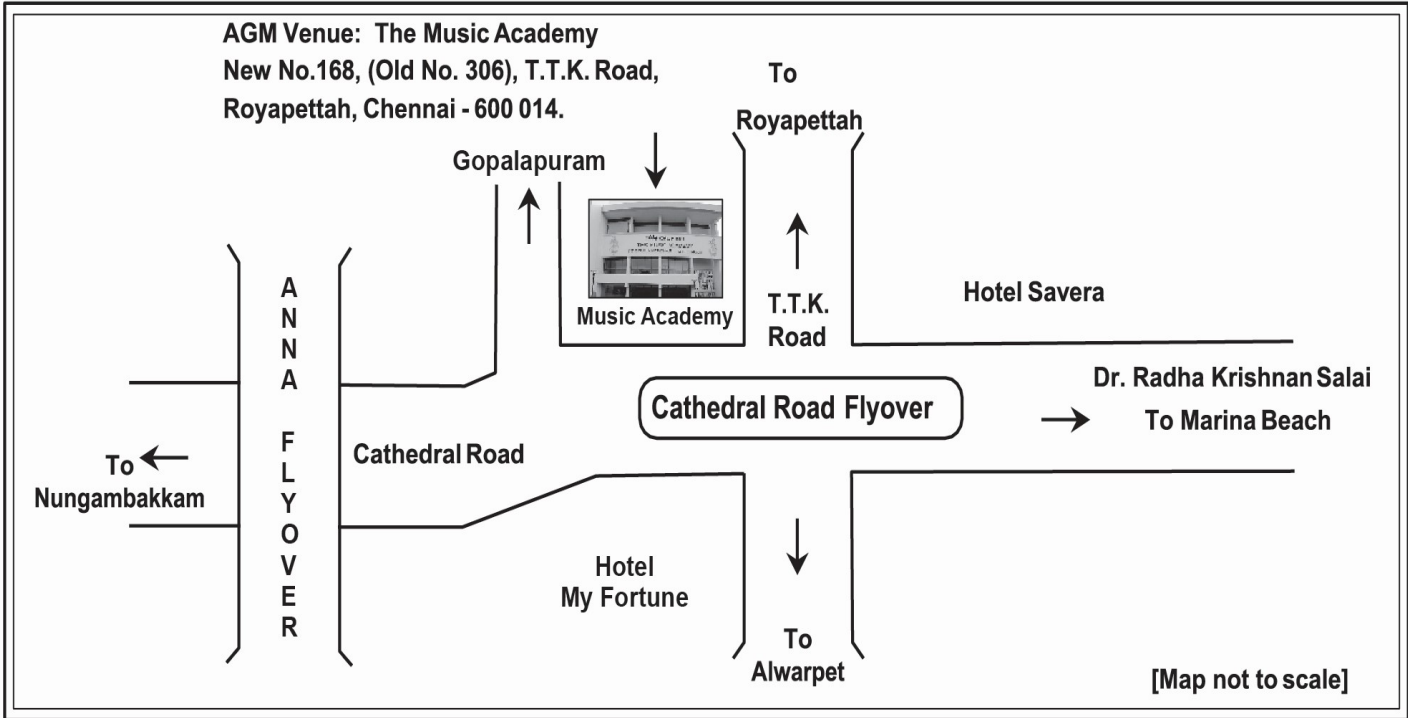 AGM Venue: The Music Academy
New No.168, (Old No. 306), T.T.K. Road,
Royapettah, Chennai - 600 014.
To
Royapettah
Gopalapuram
Music Academy
T.T.K.
Road
Hotel Savera
ANNA FLYOVER
Cathedral Road Flyover
Dr. Radha Krishnan Salai
To Marina Beach
Cathedral Road
To
Nungambakkam
Hotel
My Fortune
To
Alwarpet
[Map not to scale]